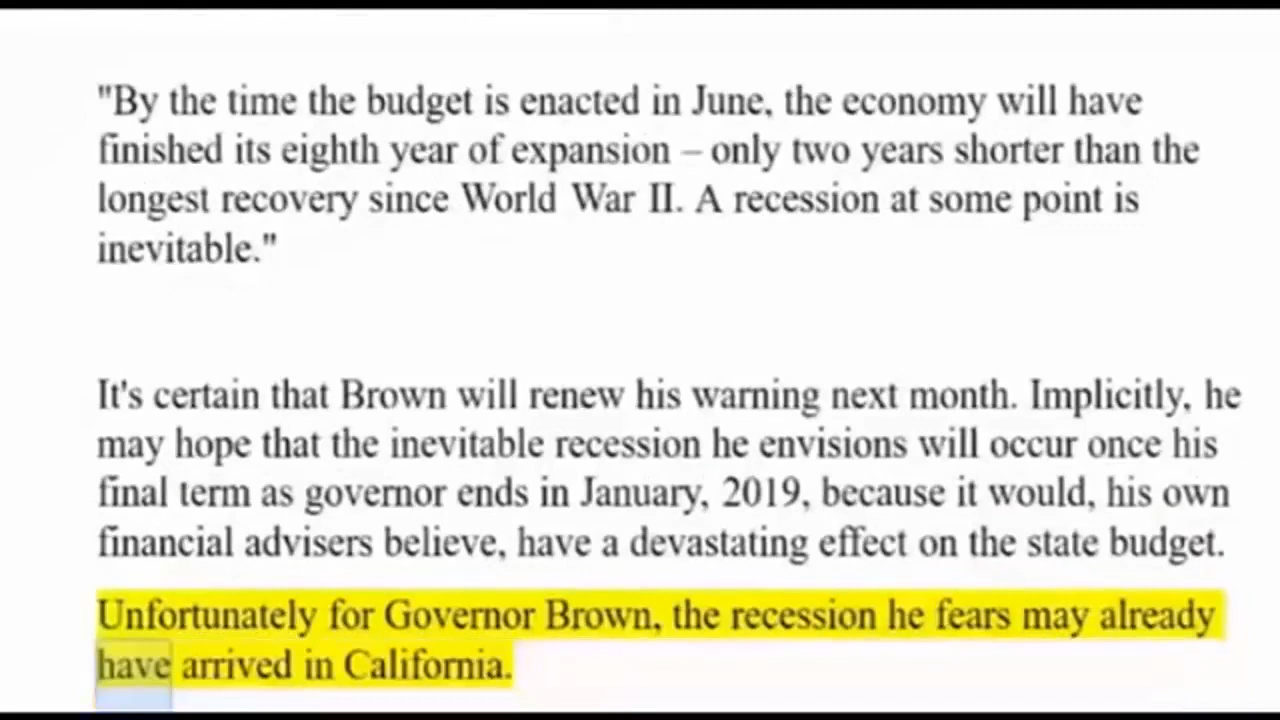 "By the time the budget is enacted in June, the economy will have
finished its eighth year of expansion – only two years shorter than the
longest recovery since World War II. A recession at some point is
inevitable."
It's certain that Brown will renew his warning next month. Implicitly, he
may hope that the inevitable recession he envisions will occur once his
final term as governor ends in January, 2019, because it would, his own
financial advisers believe, have a devastating effect on the state budget.
Unfortunately for Governor Brown, the recession he fears may already
have arrived in California.